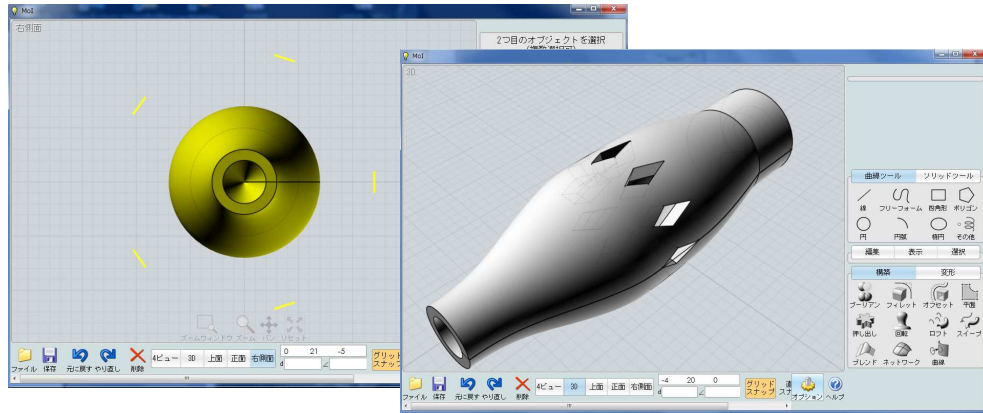 MoI
右側面
2つ目のオブジェクトを選択
(複数選択可)
ズームウィンドウ ズーム パン リセット
ファイル 保存 元に戻す やり直し 削除 4ビュー 3D 上面 正面 右側面 0 21 -5
d
グリッド
スナップ
MoI
3D
曲線ツール ソリッドツール
線 フリーフォーム 四角形 ポリゴン
円 円弧 楕円 その他
編集 表示 選択
構築 変形
ブーリアン フィレット オフセット 平面
押し出し 回転 ロフト スイープ
ブレンド ネットワーク 曲線
ファイル 保存 元に戻す やり直し 削除 4ビュー 3D 上面 正面 右側面 -4 20 0
d
グリッド
スナップ
オプション ヘルプ